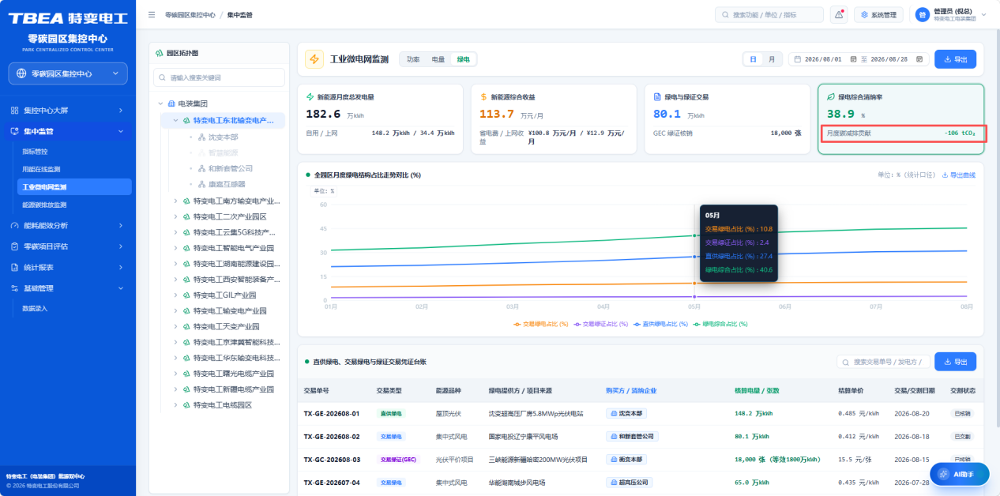 TBEA 特变电工
零碳园区集控中心
PARK CENTRALIZED CONTROL CENTER
零碳园区集控中心
集控中心大屏
集中监管
指标管控
用能在线监测
工业微电网监测
能源碳排放监测
能耗能效分析
零碳项目评估
统计报表
基础管理
数据录入
特变电工（电装集团）能源双中心
© 2026 特变电工股份有限公司
零碳园区集控中心 / 集中监管
搜索功能 / 单位 / 指标
系统管理
管 管理员 (税总)
特变电工电装集团
园区拓扑图
请输入搜索关键词
电装集团
特变电工东北输变电产...
沈变本部
智慧能源
和新套管公司
康嘉互感器
特变电工南方输变电产业...
特变电工二次产业园区
特变电工云集5G科技产...
特变电工智能电气产业园
特变电工湖南能源建设园...
特变电工西安智能装备产...
特变电工GIL产业园
特变电工输变电产业园
特变电工天变产业园
特变电工京津冀智能科技...
特变电工华东输变电科技...
特变电工曙光电缆产业园
特变电工新疆电缆产业园
特变电工电缆园区
工业微电网监测
功率 电量 绿电
日 月
2026/08/01 至 2026/08/28
导出
新能源月度总发电量
182.6 万kWh
自用 / 上网 148.2 万kWh / 34.4 万kWh
新能源综合收益
113.7 万元/月
省电费 / 上网收益 ¥100.8 万元/月 / ¥12.9 万元/月
绿电与绿证交易
80.1 万kWh
GEC 绿证核销 18,000 张
绿电综合消纳率
38.9 %
月度碳减排贡献 -106 tCO₂
全园区月度绿电结构占比走势对比 (%)
单位: % (统计口径) 导出曲线
单位: %
60
45
30
15
0
01月 02月 03月 04月 05月 06月 07月 08月
05月
交易绿电占比 (%) : 10.8
交易绿证占比 (%) : 2.4
直供绿电占比 (%) : 27.4
绿电综合占比 (%) : 40.6
交易绿电占比 (%) 交易绿证占比 (%) 直供绿电占比 (%) 绿电综合占比 (%)
直供绿电、交易绿电与绿证交易凭证台账
搜索交易单号 / 发电方 /
导出
交易单号 交易类型 能源品种 绿电提供方 / 项目来源 购买方 / 消纳企业 核算电量 / 张数 结算单价 交易/交割日期 交割状态
TX-GE-202608-01 直供绿电 屋顶光伏 沈变超高压厂房5.8MWp光伏电站 沈变本部 148.2 万kWh 0.485 元/kWh 2026-08-20 已核销
TX-GE-202608-02 交易绿电 集中式风电 国家电投辽宁康平风电场 和新套管公司 80.1 万kWh 0.412 元/kWh 2026-08-18 已交割
TX-GC-202608-03 交易绿证(GEC) 光伏平价项目 三峡能源新疆哈密200MW光伏项目 衡变本部 18,000 张 (等效1800万kWh) 15.5 元/张 2026-08-15 已核销
TX-GE-202607-04 交易绿电 集中式风电 华能湖南城步风电场 超高压公司 65.0 万kWh 0.435 元/kWh 2026-07-28
AI助手